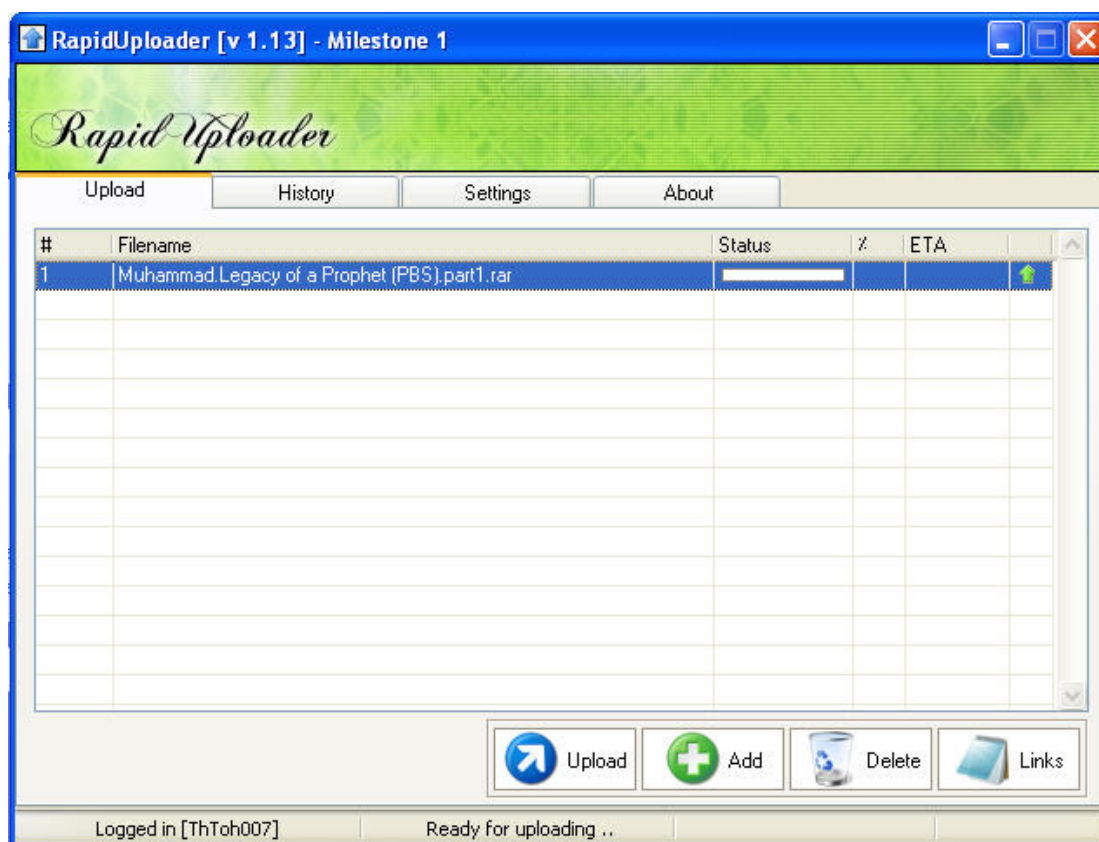 RapidUploader [v 1.13] - Milestone 1
Rapid Uploader
Upload History Settings About
# Filename Status % ETA
1 Muhammad.Legacy of a Prophet (PBS).part1.rar
Upload Add Delete Links
Logged in [ThToh007] Ready for uploading ..